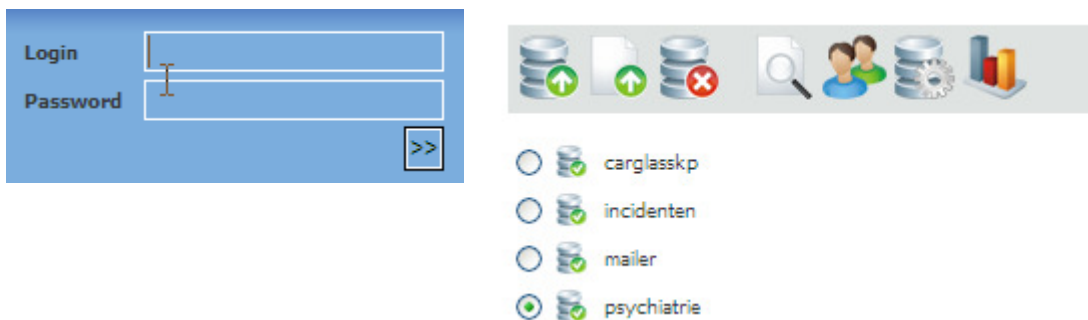 Login
Password
>>
carglasskp
incidenten
mailer
psychiatrie